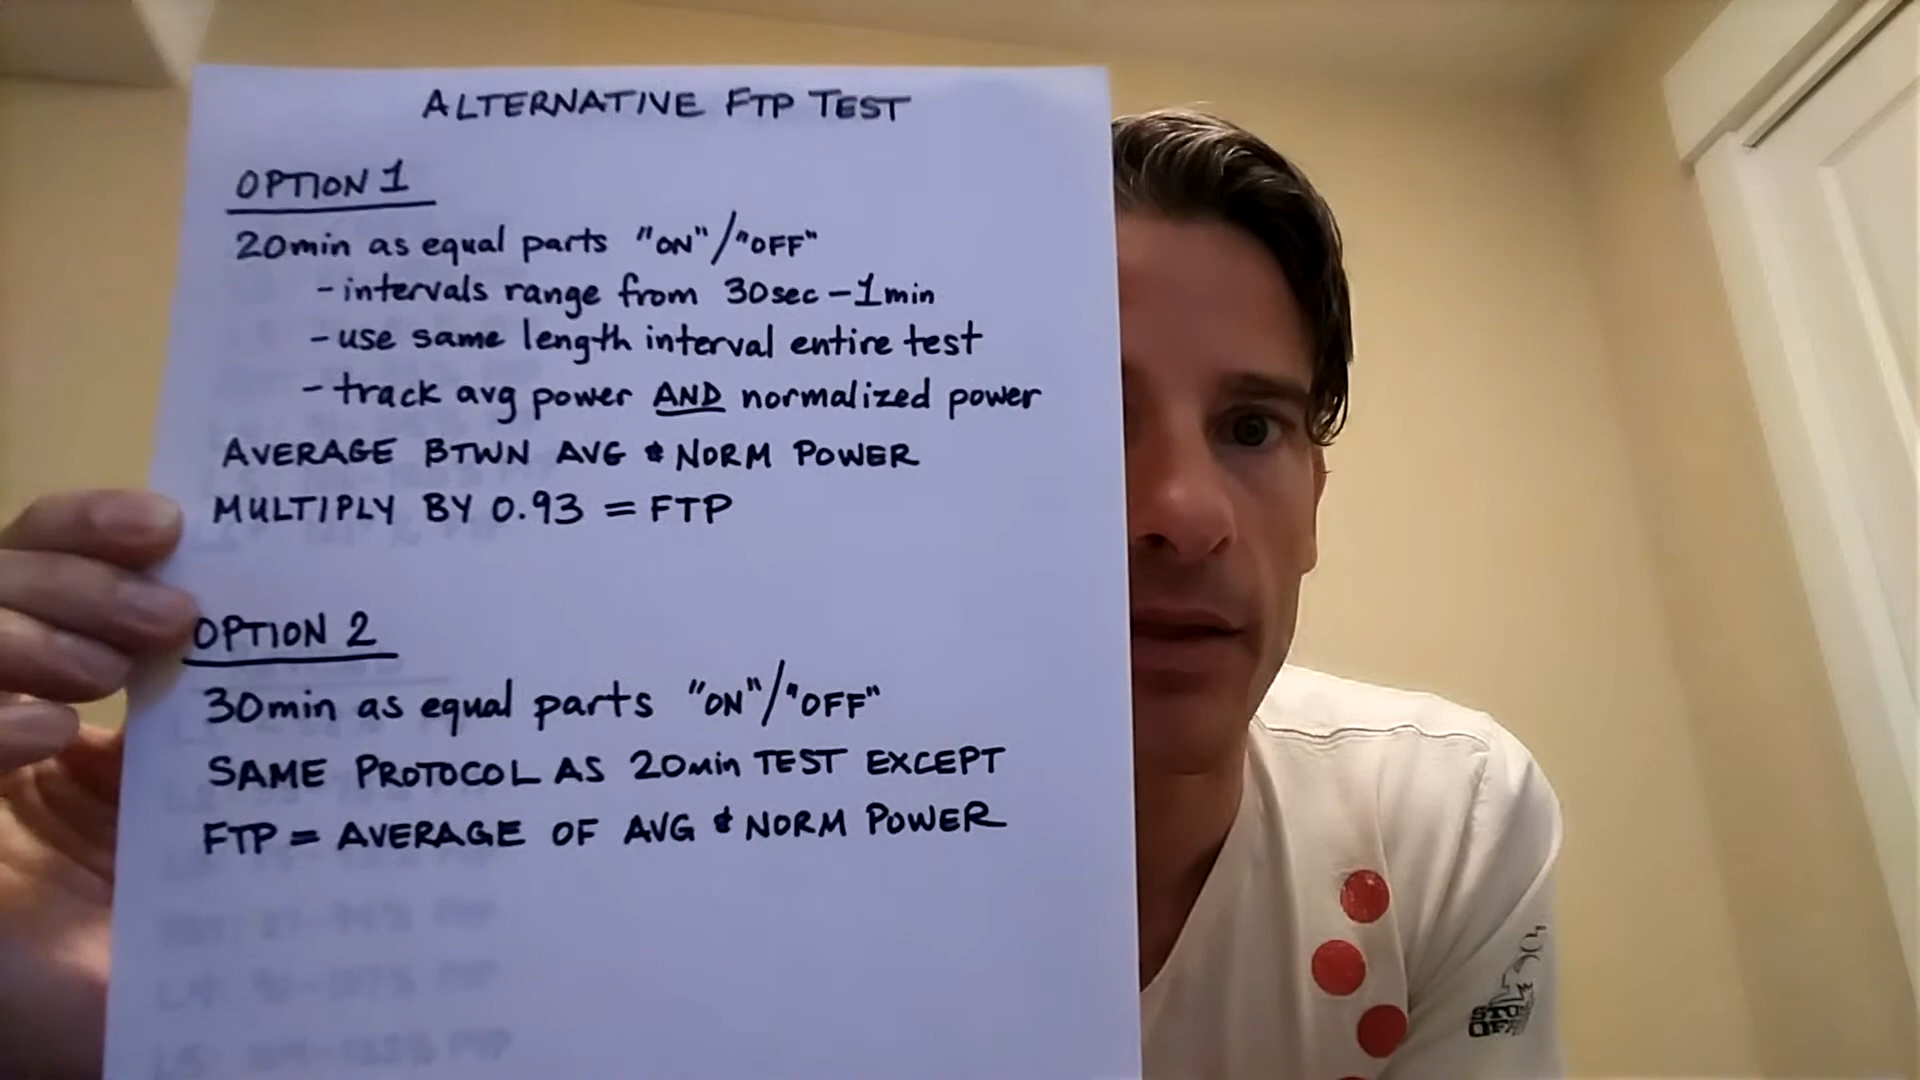 ALTERNATIVE FTP TEST
OPTION 1
20min as equal parts "ON"/"OFF"
- intervals range from 30sec-1min
- use same length interval entire test
- track avg power AND normalized power
AVERAGE BTWN AVG & NORM POWER
MULTIPLY BY 0.93 = FTP
OPTION 2
30min as equal parts "ON"/"OFF"
SAME PROTOCOL AS 20min TEST EXCEPT
FTP = AVERAGE OF AVG & NORM POWER